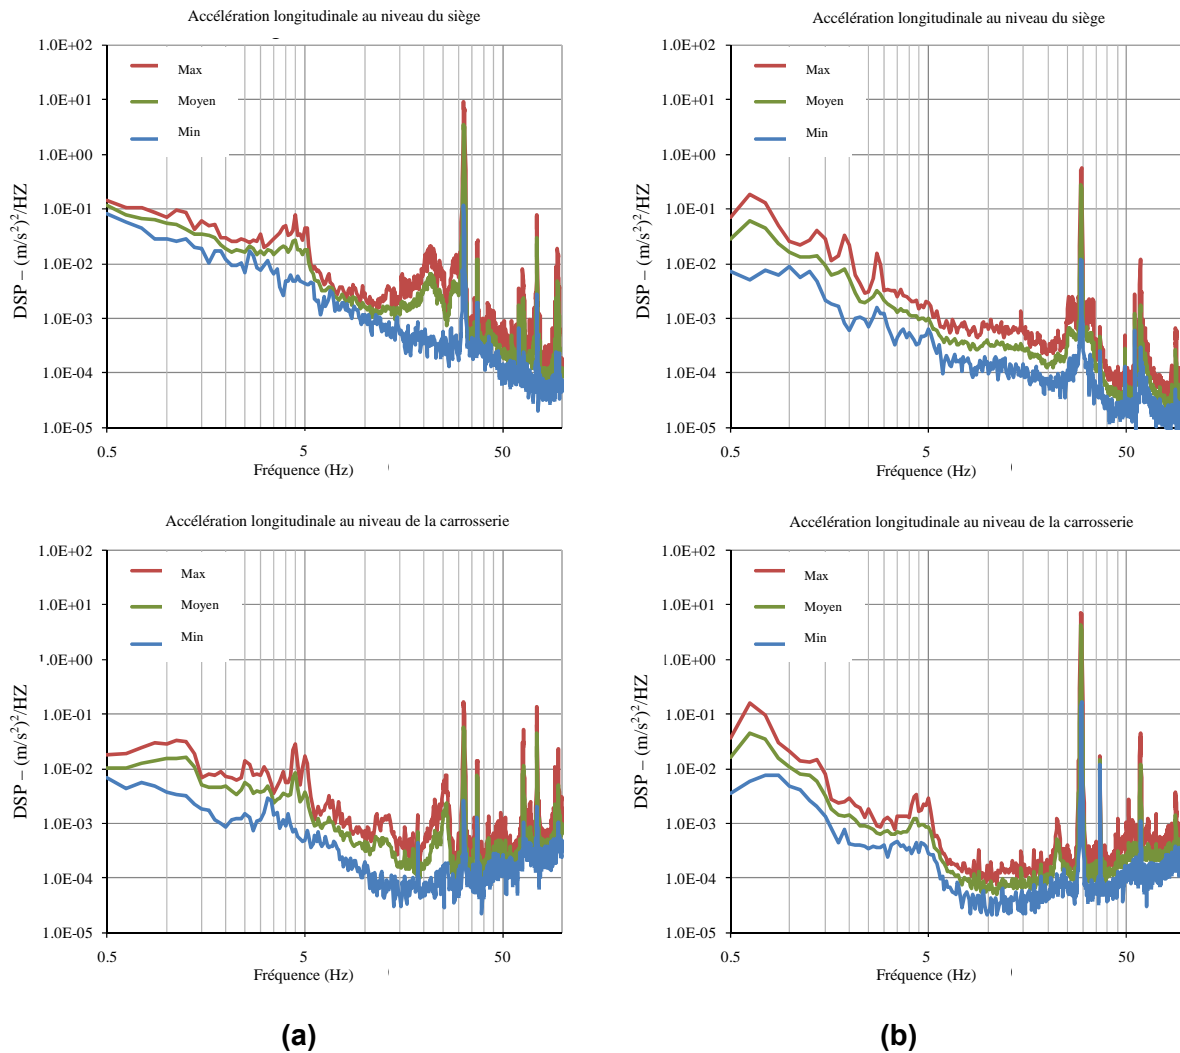 Accélération longitudinale au niveau du siège
1.0E+02
1.0E+01
1.0E+00
1.0E-01
1.0E-02
1.0E-03
1.0E-04
1.0E-05
DSP – (m/s²)²/HZ
Max
Moyen
Min
0.5
5
50
Fréquence (Hz)
Accélération longitudinale au niveau du siège
1.0E+02
1.0E+01
1.0E+00
1.0E-01
1.0E-02
1.0E-03
1.0E-04
1.0E-05
DSP – (m/s²)²/HZ
Max
Moyen
Min
0.5
5
50
Fréquence (Hz)
Accélération longitudinale au niveau de la carrosserie
1.0E+02
1.0E+01
1.0E+00
1.0E-01
1.0E-02
1.0E-03
1.0E-04
1.0E-05
DSP – (m/s²)²/HZ
Max
Moyen
Min
0.5
5
50
Fréquence (Hz)
Accélération longitudinale au niveau de la carrosserie
1.0E+02
1.0E+01
1.0E+00
1.0E-01
1.0E-02
1.0E-03
1.0E-04
1.0E-05
DSP – (m/s²)²/HZ
Max
Moyen
Min
0.5
5
50
Fréquence (Hz)
(a)
(b)